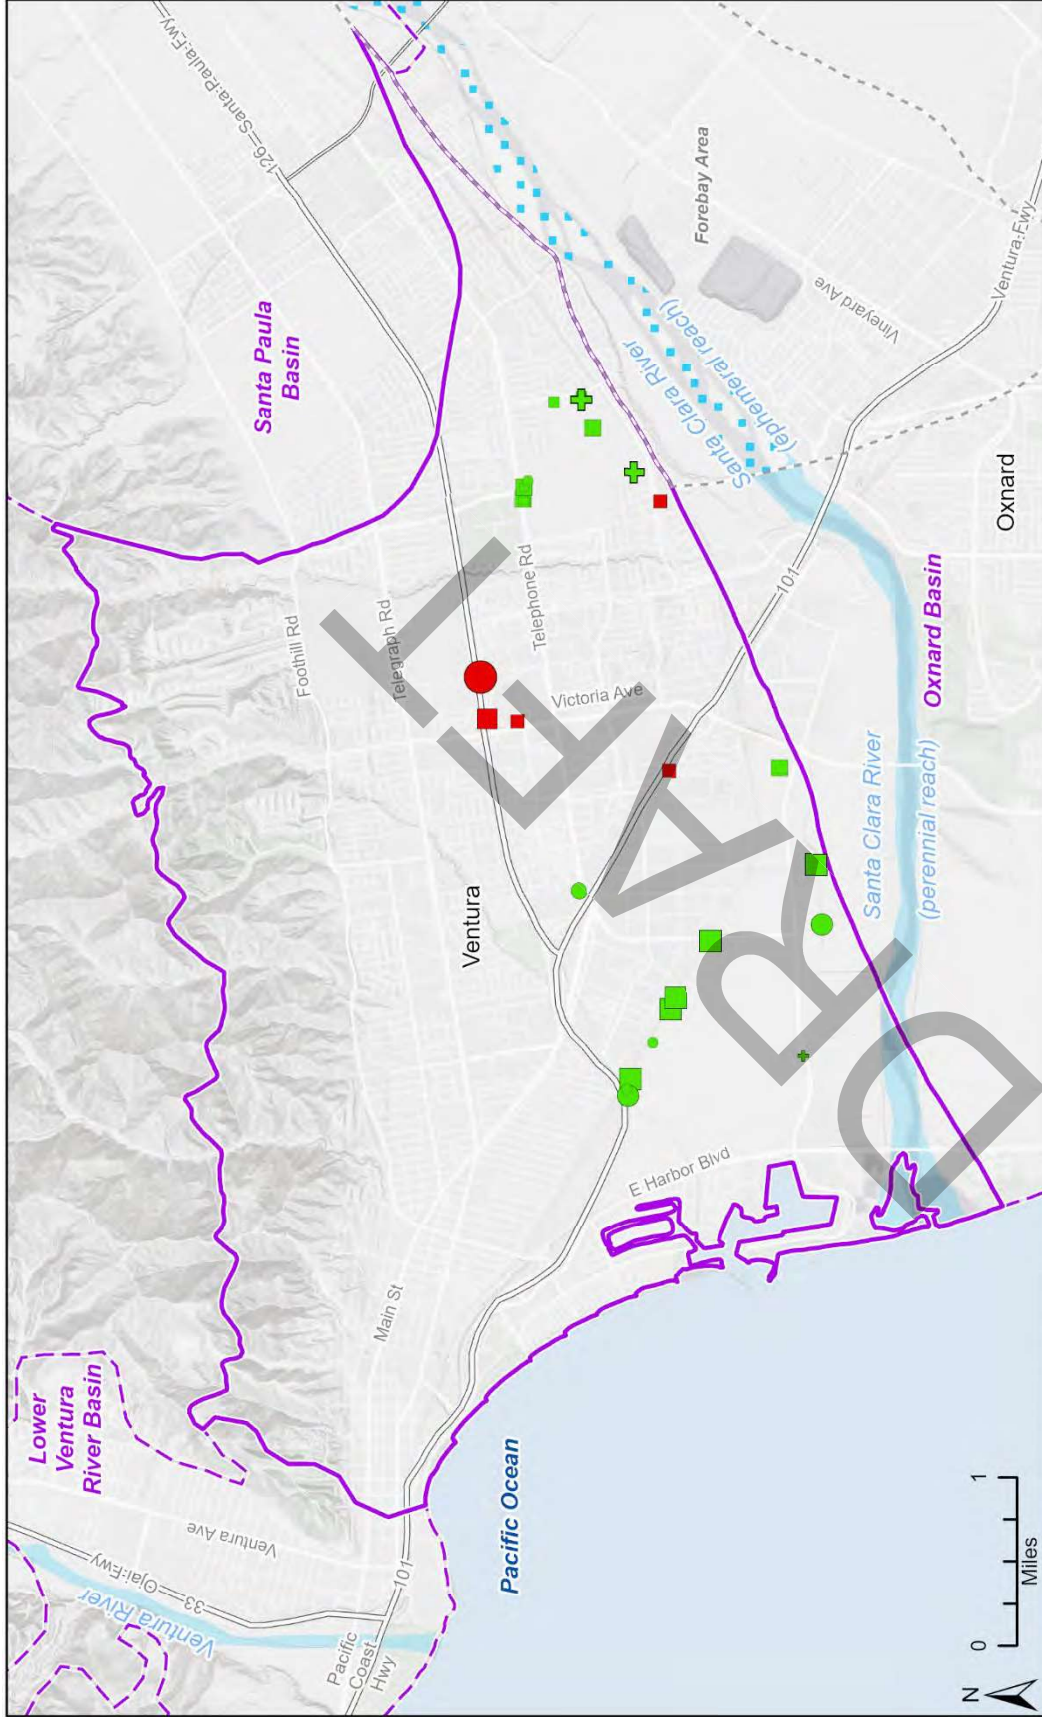 Lower
Ventura
River Basin
Santa Paula
Basin
126
Santa Paula Fwy
Foothill Rd
Telegraph Rd
Telephone Rd
Victoria Ave
Ventura
Main St
Ventura Ave
33
Ojai Fwy
Ventura River
Pacific
Coast
Hwy
101
E Harbor Blvd
101
Forebay Area
Vineyard Ave
Ventura Fwy
Santa Clara River
(ephemeral reach)
Santa Clara River
(perennial reach)
Oxnard Basin
Oxnard
Pacific Ocean
DRAFT
N
0
1
Miles